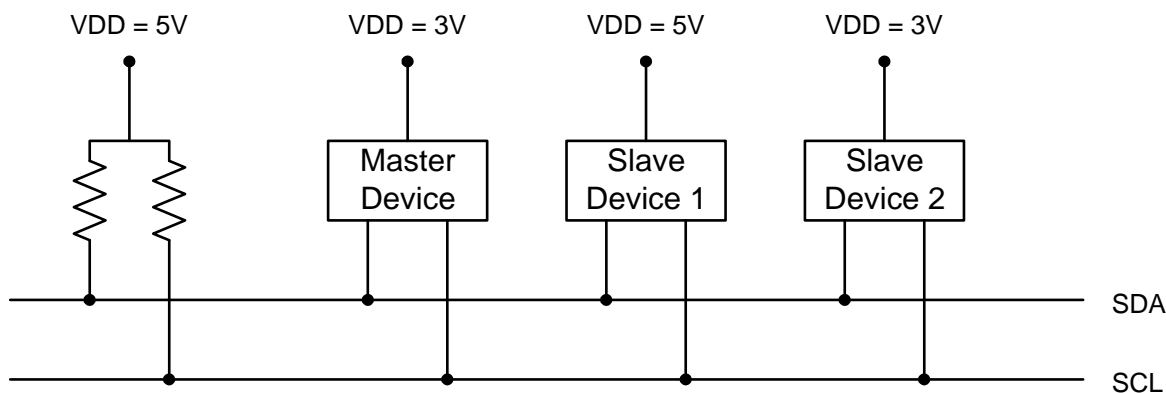 VDD = 5V
VDD = 3V
VDD = 5V
VDD = 3V
Master
Device
Slave
Device 1
Slave
Device 2
SDA
SCL